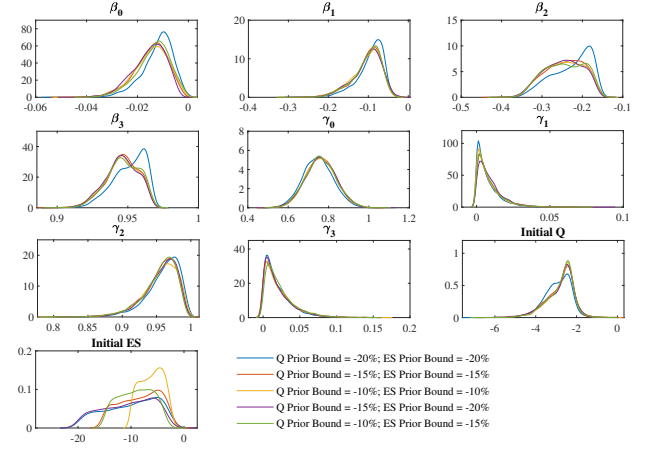 β0 β1 β2
80
60
40
20
0
-0.06 -0.04 -0.02 0
20
10
0
-0.4 -0.3 -0.2 -0.1 0
15
10
5
0
-0.5 -0.4 -0.3 -0.2 -0.1
β3 γ0 γ1
40
20
0
0.9 0.95 1
8
6
4
2
0
0.4 0.6 0.8 1 1.2
100
50
0
0 0.05 0.1
γ2 γ3 Initial Q
20
10
0
0.8 0.85 0.9 0.95 1
40
20
0
0 0.05 0.1 0.15 0.2
1
0.5
0
-6 -4 -2 0
Initial ES
0.2
0.1
0
-20 -10 0
Q Prior Bound = -20%; ES Prior Bound = -20%
Q Prior Bound = -15%; ES Prior Bound = -15%
Q Prior Bound = -10%; ES Prior Bound = -10%
Q Prior Bound = -15%; ES Prior Bound = -20%
Q Prior Bound = -10%; ES Prior Bound = -15%